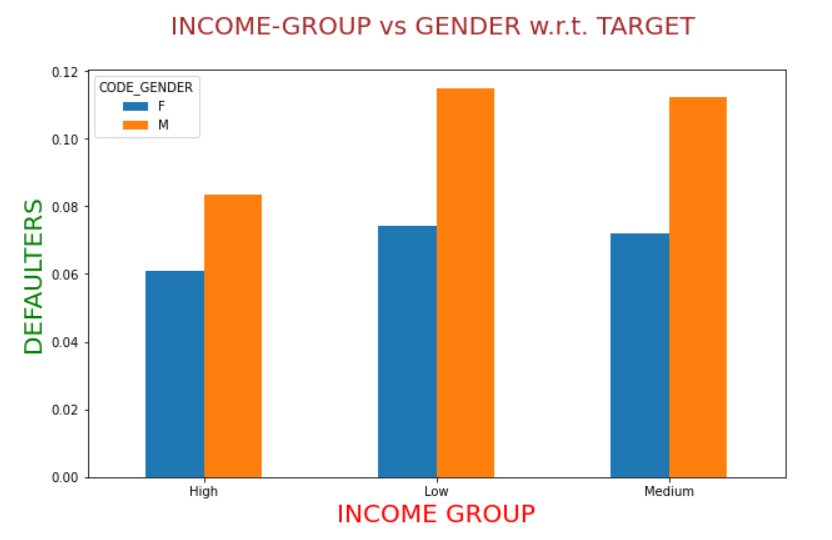 INCOME-GROUP vs GENDER w.r.t. TARGET
0.12
CODE_GENDER
F
M
0.10
0.08
0.06
0.04
0.02
0.00
DEFAULTERS
High Low Medium
INCOME GROUP